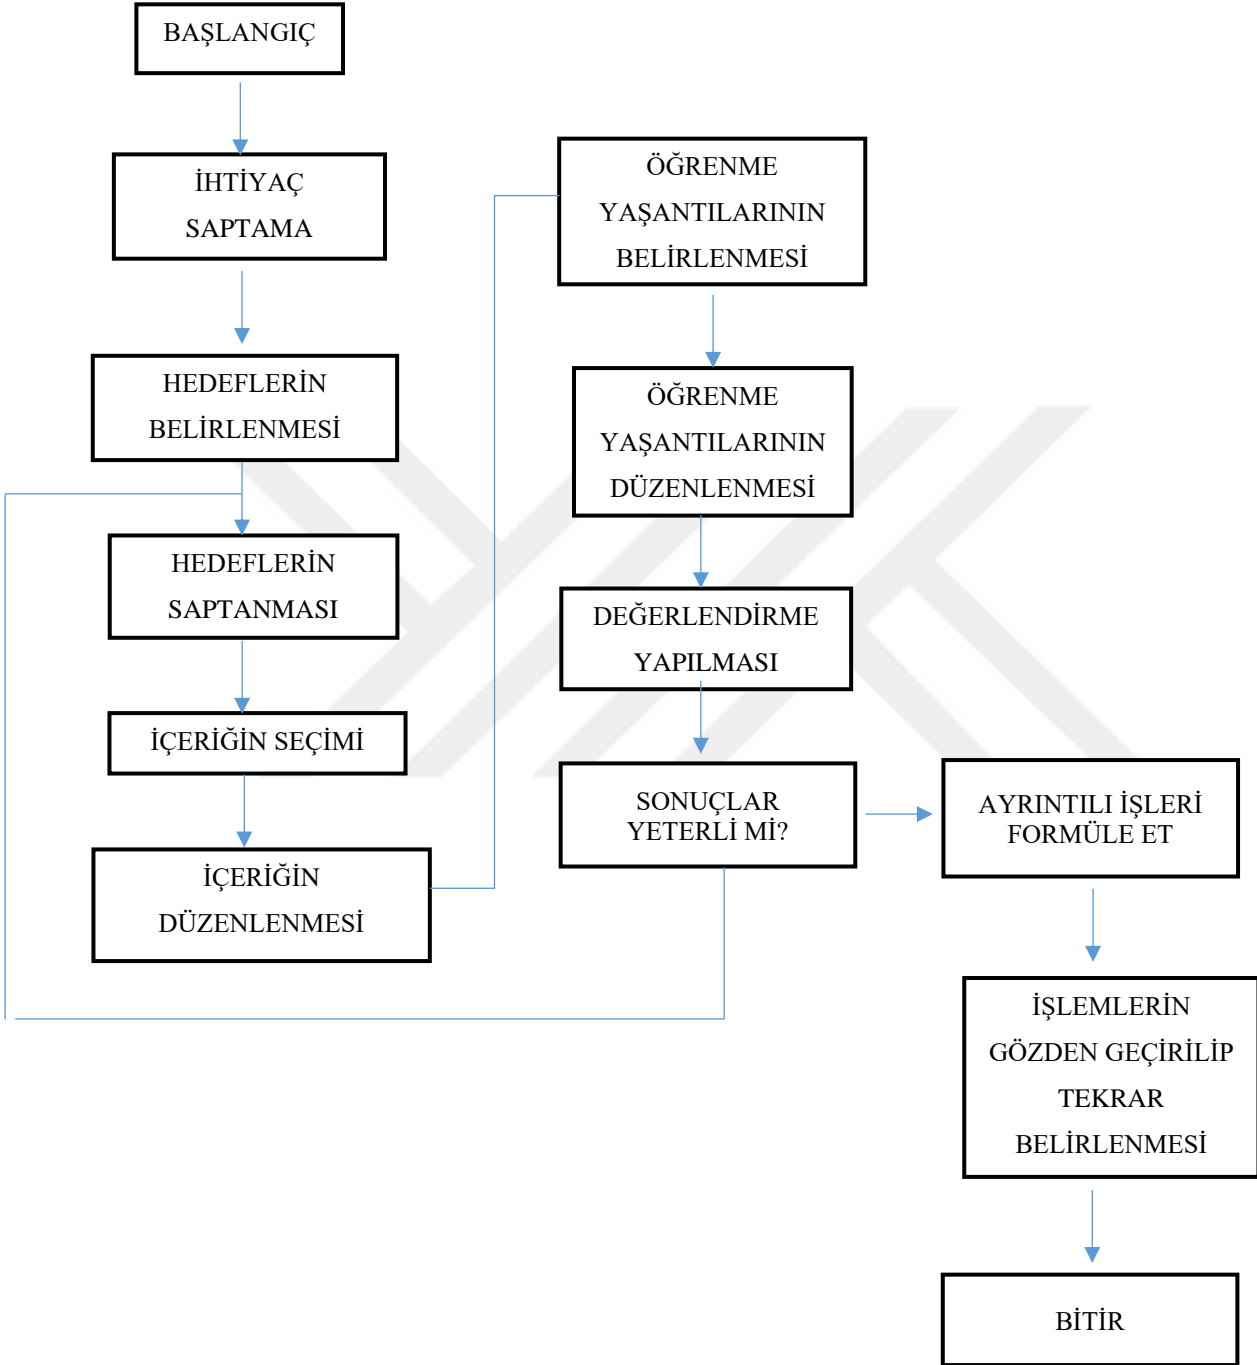 BAŞLANGIÇ
İHTİYAÇ
SAPTAMA
HEDEFLERİN
BELİRLENMESİ
HEDEFLERİN
SAPTANMASI
İÇERİĞİN SEÇİMİ
İÇERİĞİN
DÜZENLENMESİ
ÖĞRENME
YAŞANTILARININ
BELİRLENMESİ
ÖĞRENME
YAŞANTILARININ
DÜZENLENMESİ
DEĞERLENDİRME
YAPILMASI
SONUÇLAR
YETERLİ Mİ?
AYRINTILI İŞLERİ
FORMÜLE ET
İŞLEMLERİN
GÖZDEN GEÇİRİLİP
TEKRAR
BELİRLENMESİ
BİTİR